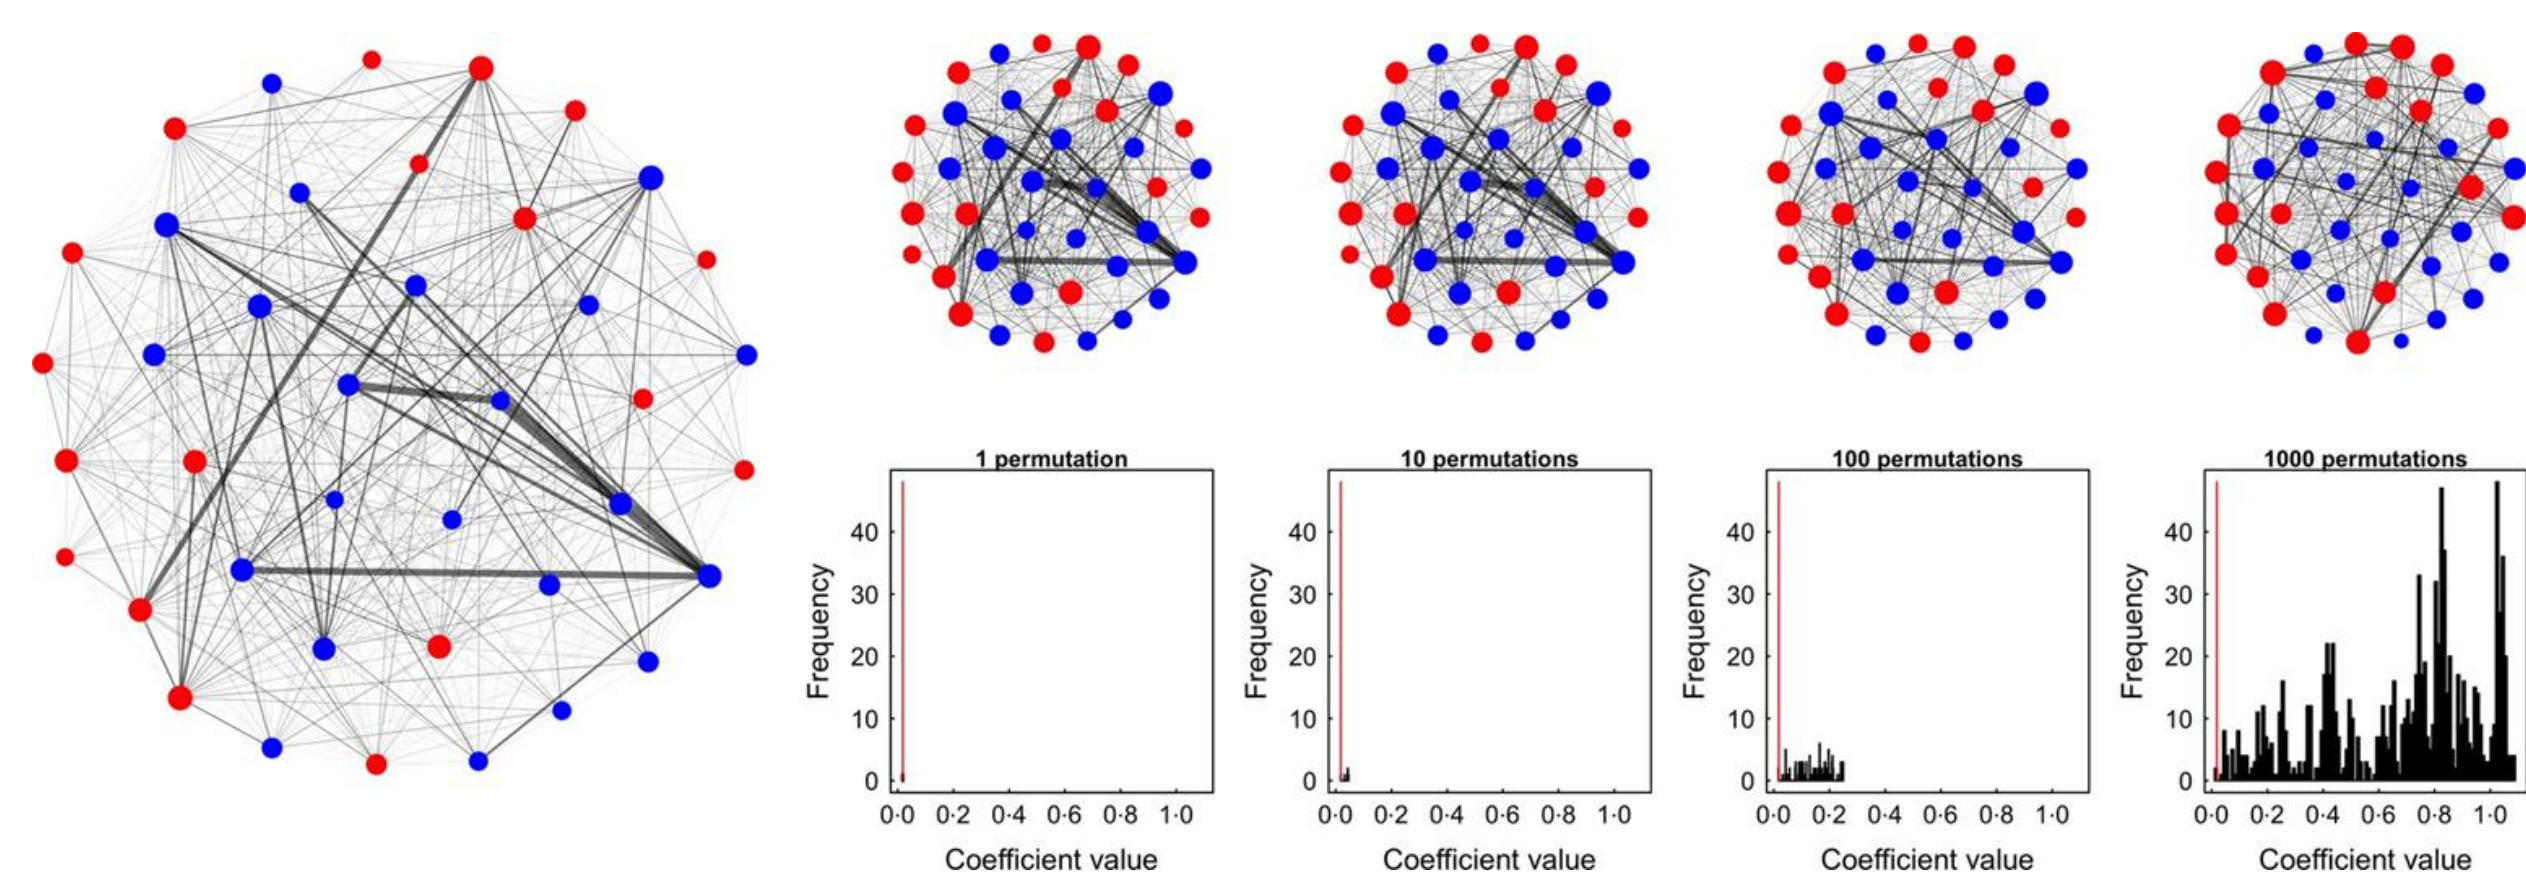 1 permutation
Frequency
40
30
20
10
0
0·0 0·2 0·4 0·6 0·8 1·0
Coefficient value
10 permutations
Frequency
40
30
20
10
0
0·0 0·2 0·4 0·6 0·8 1·0
Coefficient value
100 permutations
Frequency
40
30
20
10
0
0·0 0·2 0·4 0·6 0·8 1·0
Coefficient value
1000 permutations
Frequency
40
30
20
10
0
0·0 0·2 0·4 0·6 0·8 1·0
Coefficient value